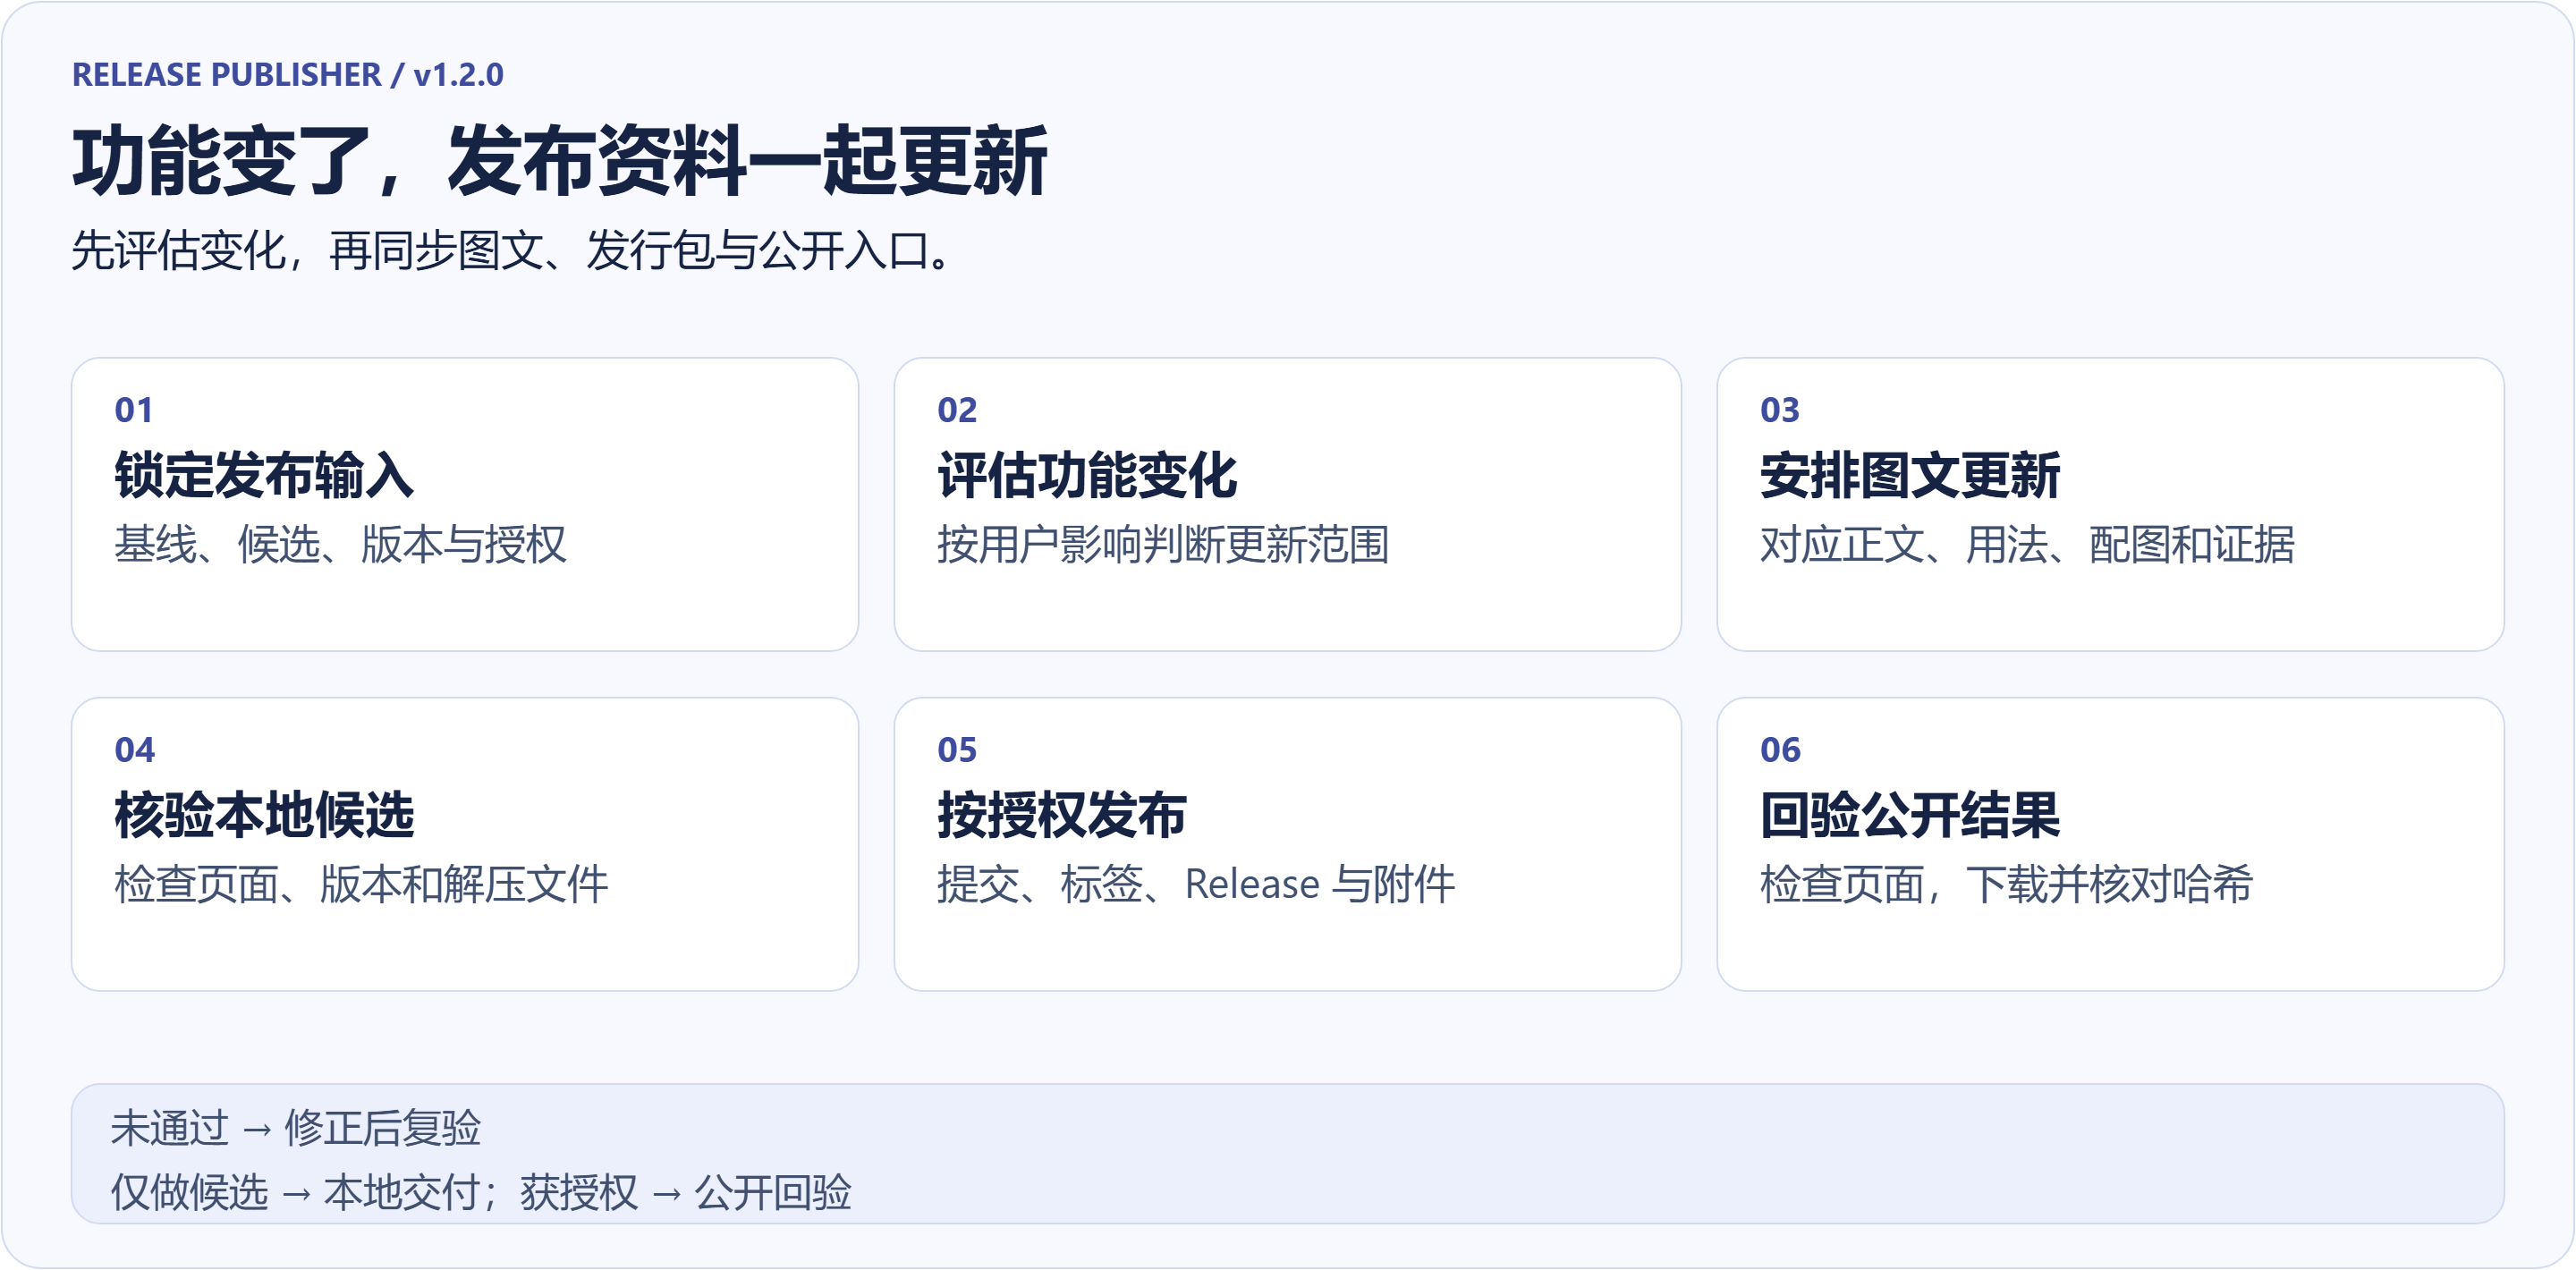 RELEASE PUBLISHER / v1.2.0
功能变了，发布资料一起更新
先评估变化，再同步图文、发行包与公开入口。
01
锁定发布输入
基线、候选、版本与授权
02
评估功能变化
按用户影响判断更新范围
03
安排图文更新
对应正文、用法、配图和证据
04
核验本地候选
检查页面、版本和解压文件
05
按授权发布
提交、标签、Release 与附件
06
回验公开结果
检查页面，下载并核对哈希
未通过 → 修正后复验
仅做候选 → 本地交付；获授权 → 公开回验